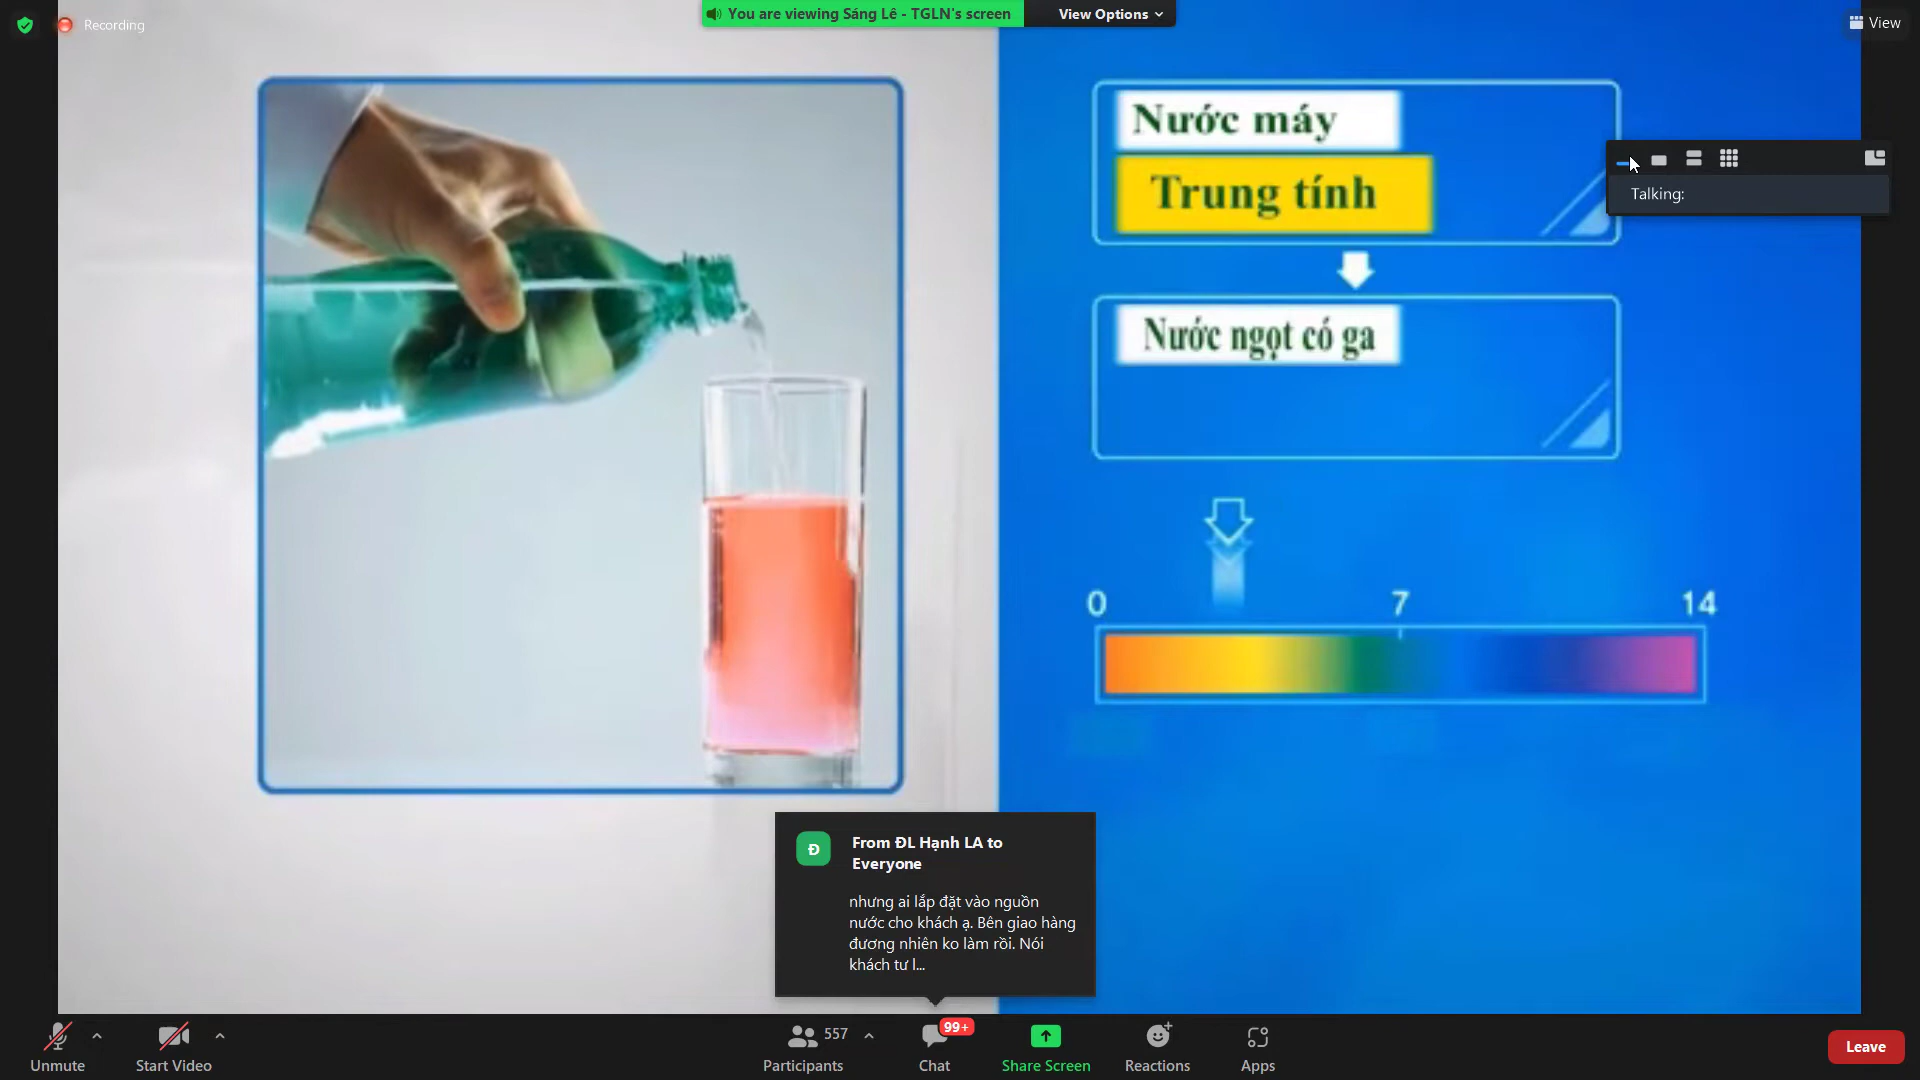 Recording
You are viewing Sáng Lê - TGLN's screen
View Options
View
Nước máy
Trung tính
Talking:
Nước ngọt có ga
0
7
14
Đ
From ĐL Hạnh LA to
Everyone
nhưng ai lắp đặt vào nguồn
nước cho khách ạ. Bên giao hàng
đương nhiên ko làm rồi. Nói
khách tư l...
Unmute
Start Video
557
Participants
99+
Chat
Share Screen
Reactions
Apps
Leave